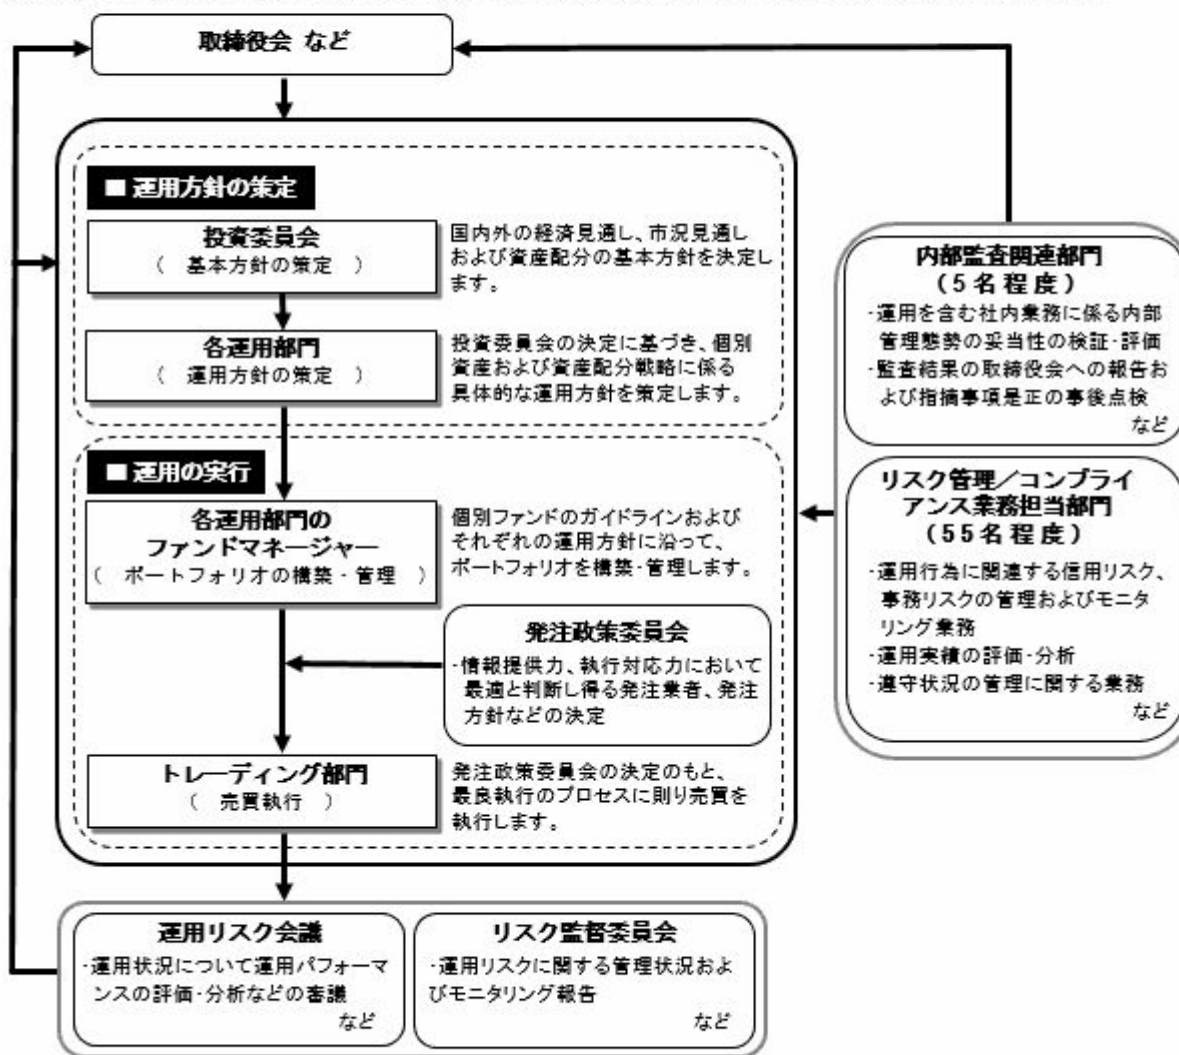 取締役会 など
■ 運用方針の策定
投資委員会
（ 基本方針の策定 ）
国内外の経済見通し、市況見通し
および資産配分の基本方針を決定し
ます。
各運用部門
（ 運用方針の策定 ）
投資委員会の決定に基づき、個別
資産および資産配分戦略に係る
具体的な運用方針を策定します。
■ 運用の実行
各運用部門の
ファンドマネージャー
（ ポートフォリオの構築・管理 ）
個別ファンドのガイドラインおよび
それぞれの運用方針に沿って、
ポートフォリオを構築・管理します。
発注政策委員会
・情報提供力、執行対応力において
最適と判断し得る発注業者、発注
方針などの決定
トレーディング部門
（ 売買執行 ）
発注政策委員会の決定のもと、
最良執行のプロセスに則り売買を
執行します。
運用リスク会議
・運用状況について運用パフォーマ
ンスの評価・分析などの審議
など
リスク監督委員会
・運用リスクに関する管理状況およ
びモニタリング報告
など
内部監査関連部門
（５名程度）
・運用を含む社内業務に係る内部
管理態勢の妥当性の検証・評価
・監査結果の取締役会への報告お
よび指摘事項是正の事後点検
など
リスク管理／コンプライ
アンス業務担当部門
（５５名程度）
・運用行為に関連する信用リスク、
事務リスクの管理およびモニタ
リング業務
・運用実績の評価・分析
・遵守状況の管理に関する業務
など